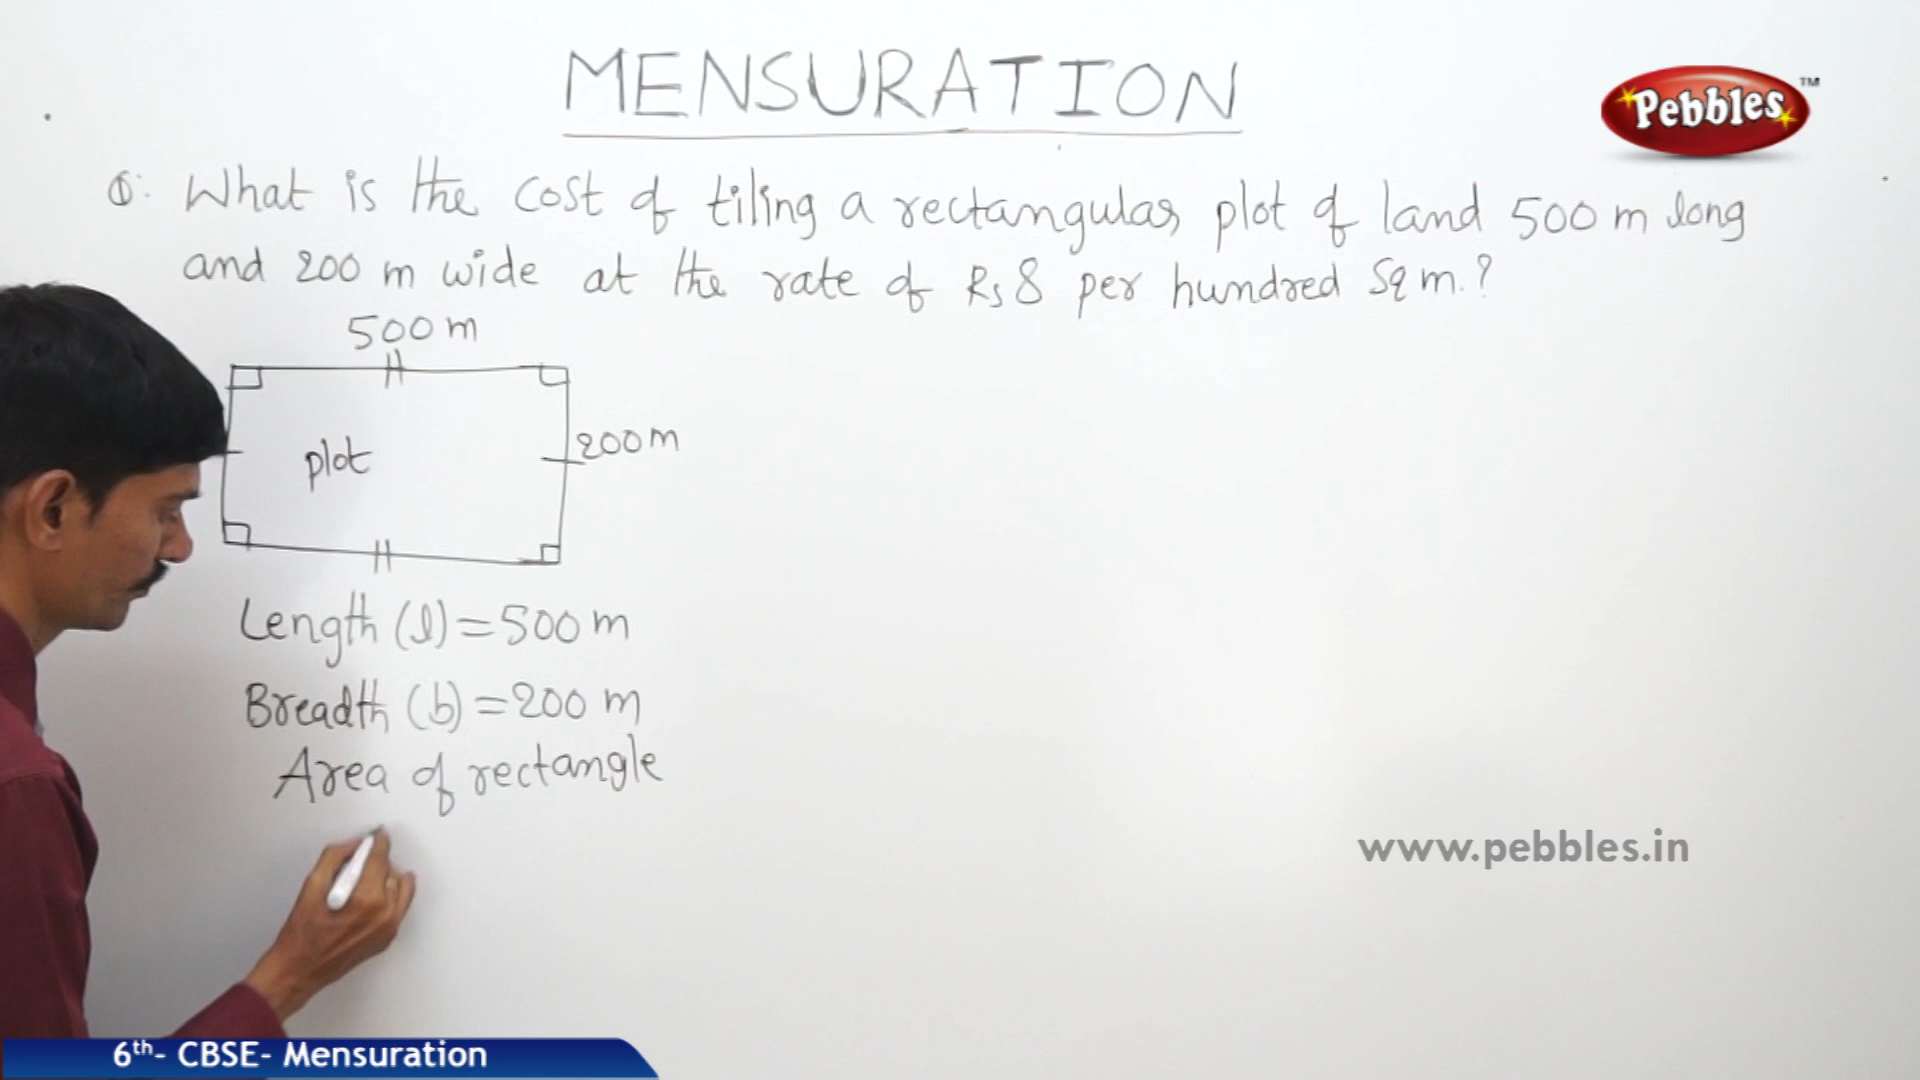 MENSURATION
Pebbles™
Q: What is the cost of tiling a rectangular plot of land 500 m long
and 200 m wide at the rate of Rs 8 per hundred Sq m.?
500 m
200 m
plot
Length (l) = 500 m
Breadth (b) = 200 m
Area of rectangle
www.pebbles.in
6th- CBSE- Mensuration